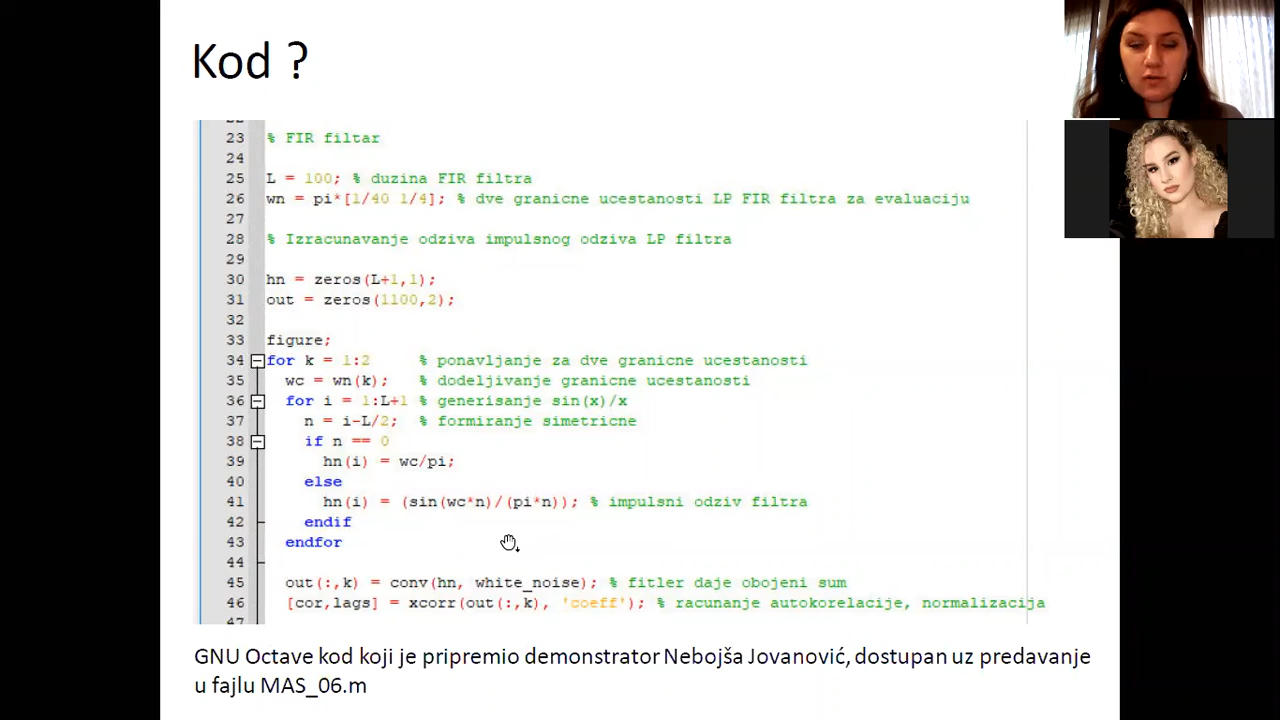 Kod ?
23 % FIR filtar
24
25 L = 100; % duzina FIR filtra
26 wn = pi*[1/40 1/4]; % dve granicne ucestanosti LP FIR filtra za evaluaciju
27
28 % Izracunavanje odziva impulsnog odziva LP filtra
29
30 hn = zeros(L+1,1);
31 out = zeros(1100,2);
32
33 figure;
34 for k = 1:2 % ponavljanje za dve granicne ucestanosti
35 wc = wn(k); % dodeljivanje granicne ucestanosti
36 for i = 1:L+1 % generisanje sin(x)/x
37 n = i-L/2; % formiranje simetricne
38 if n == 0
39 hn(i) = wc/pi;
40 else
41 hn(i) = (sin(wc*n)/(pi*n)); % impulsni odziv filtra
42 endif
43 endfor
44
45 out(:,k) = conv(hn, white_noise); % fitler daje obojeni sum
46 [cor,lags] = xcorr(out(:,k), 'coeff'); % racunanje autokorelacije, normalizacija
47
GNU Octave kod koji je pripremio demonstrator Nebojša Jovanović, dostupan uz predavanje
u fajlu MAS_06.m